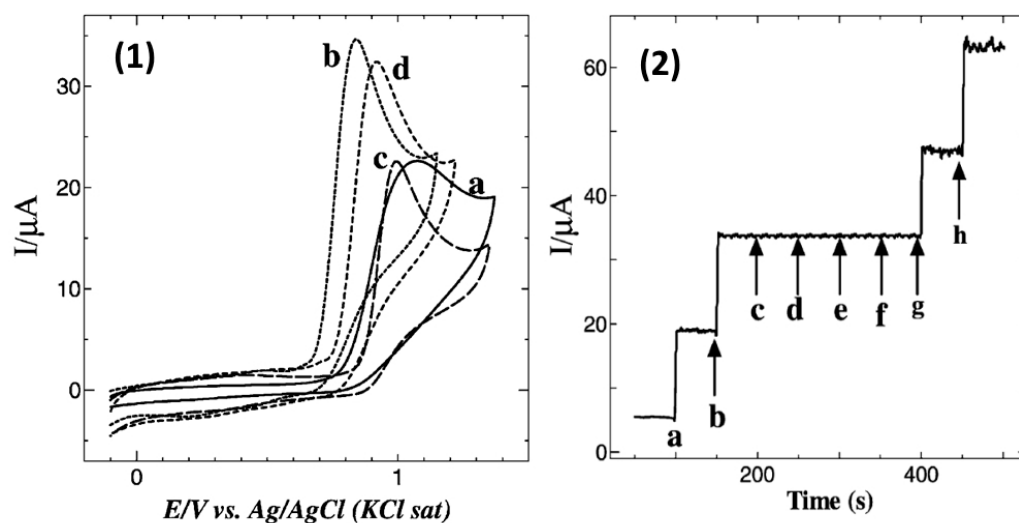 (1)
b
d
c
a
30
20
10
0
I/μA
0
1
E/V vs. Ag/AgCl (KCl sat)
(2)
60
40
20
0
I/μA
a
b
c
d
e
f
g
h
200
400
Time (s)